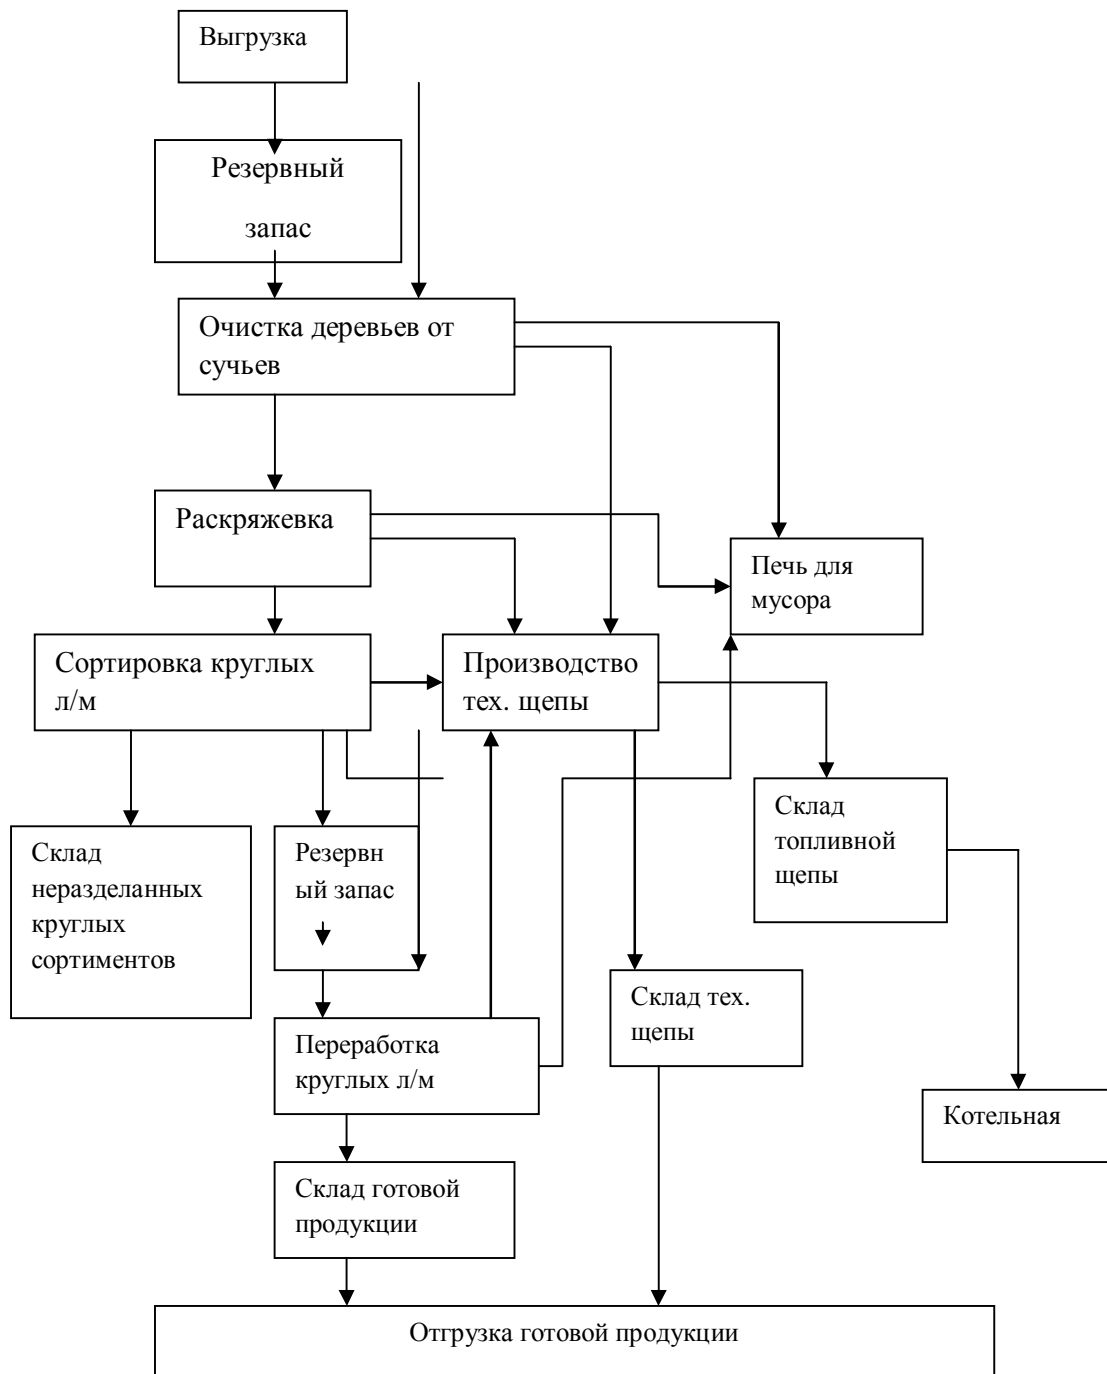 Выгрузка
Резервный
запас
Очистка деревьев от
сучьев
Раскряжевка
Печь для
мусора
Сортировка круглых
л/м
Производство
тех. щепы
Склад
топливной
щепы
Склад
неразделанных
круглых
сортиментов
Резервн
ый запас
Склад тех.
щепы
Переработка
круглых л/м
Котельная
Склад готовой
продукции
Отгрузка готовой продукции